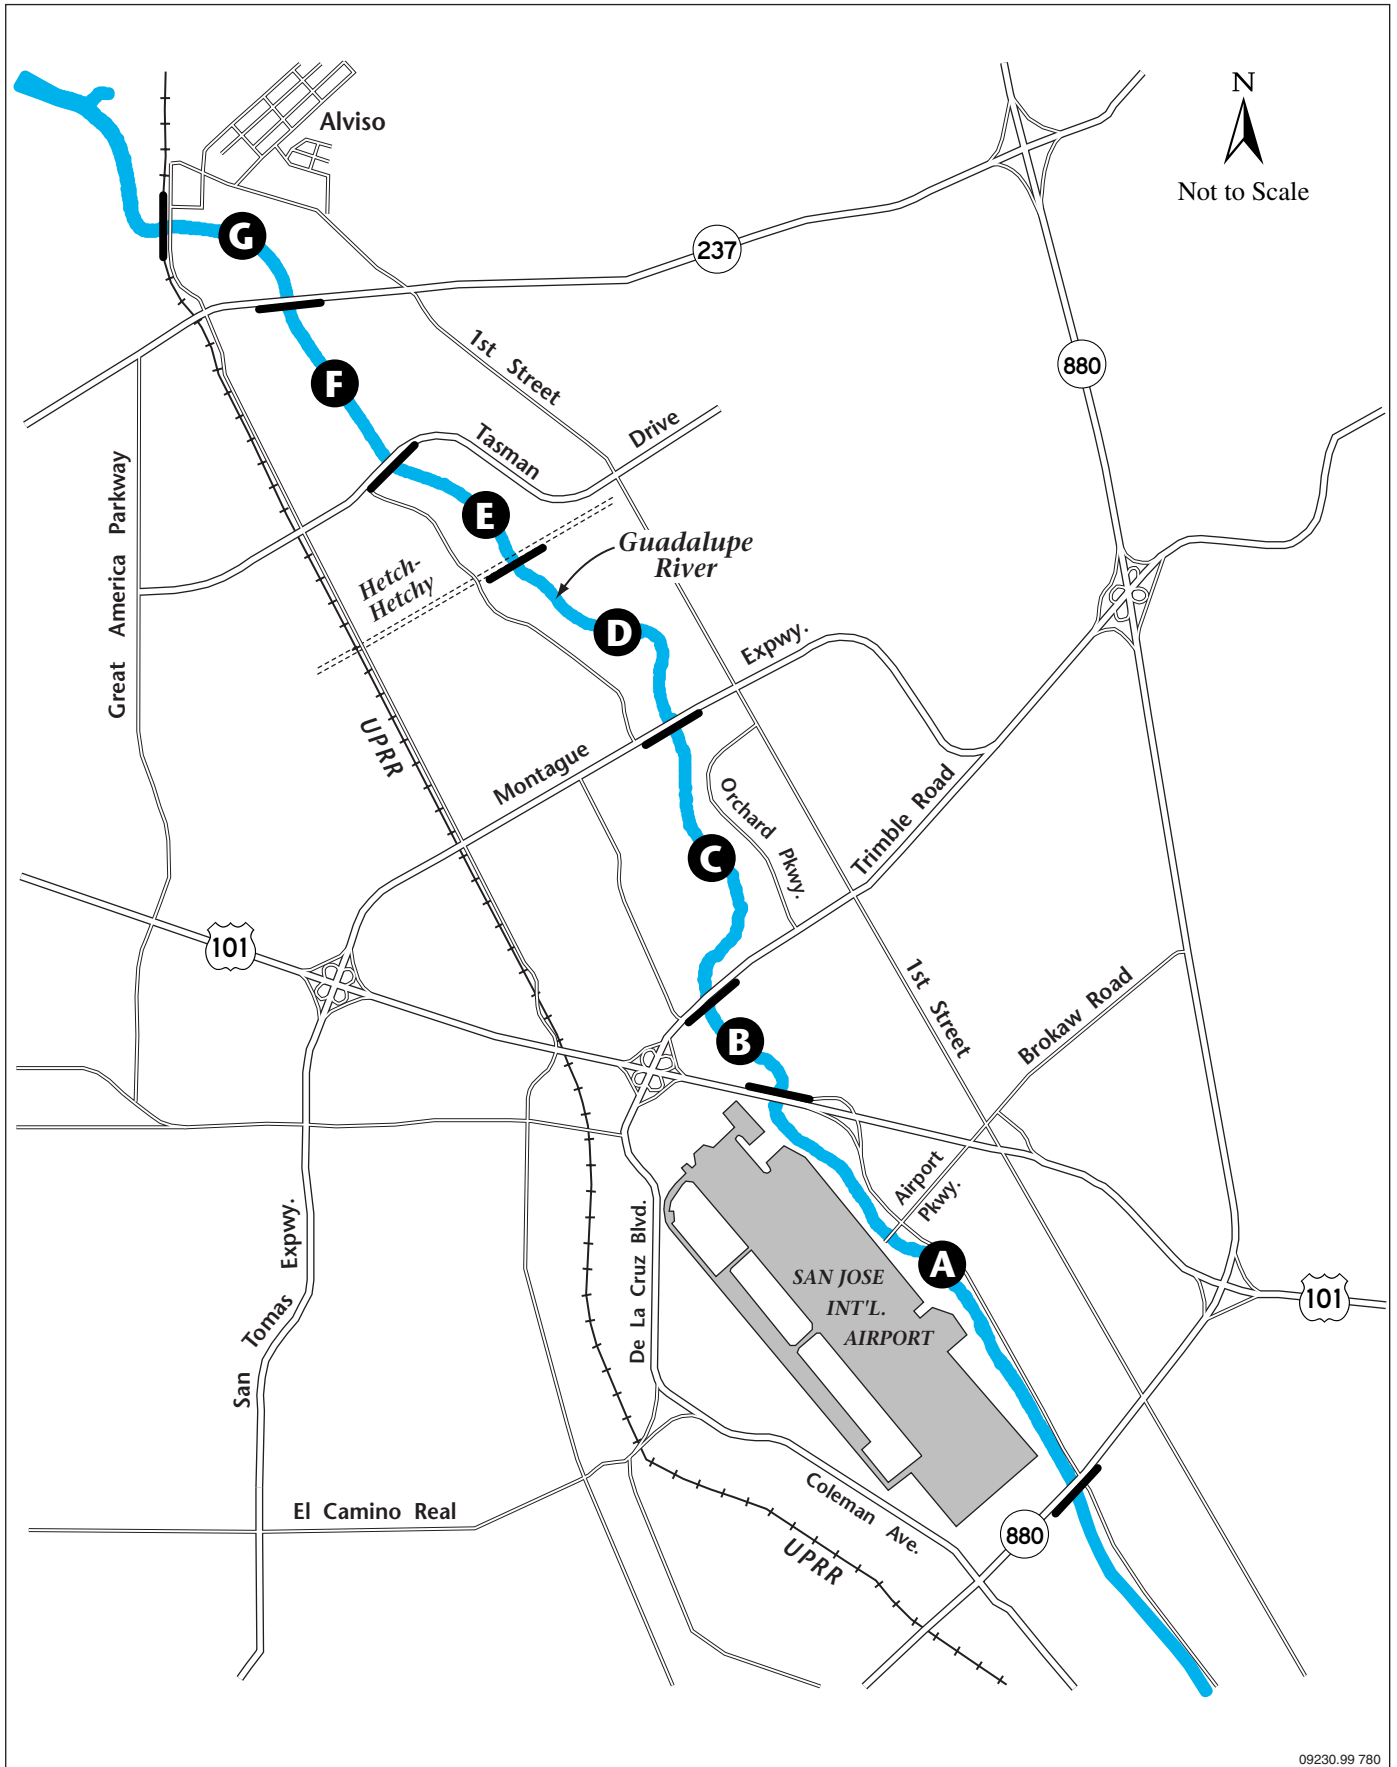 N
Not to Scale
Alviso
G
237
1st Street
880
F
Tasman
Drive
Great America Parkway
E
Guadalupe
River
Hetch-
Hetchy
D
Expwy.
UPRR
Montague
Orchard Pkwy.
Trimble Road
C
101
1st Street
Brokaw Road
B
Airport
Pkwy.
San Tomas Expwy.
De La Cruz Blvd.
A
SAN JOSE
INT'L.
AIRPORT
101
El Camino Real
Coleman Ave.
880
UPRR
09230.99 780